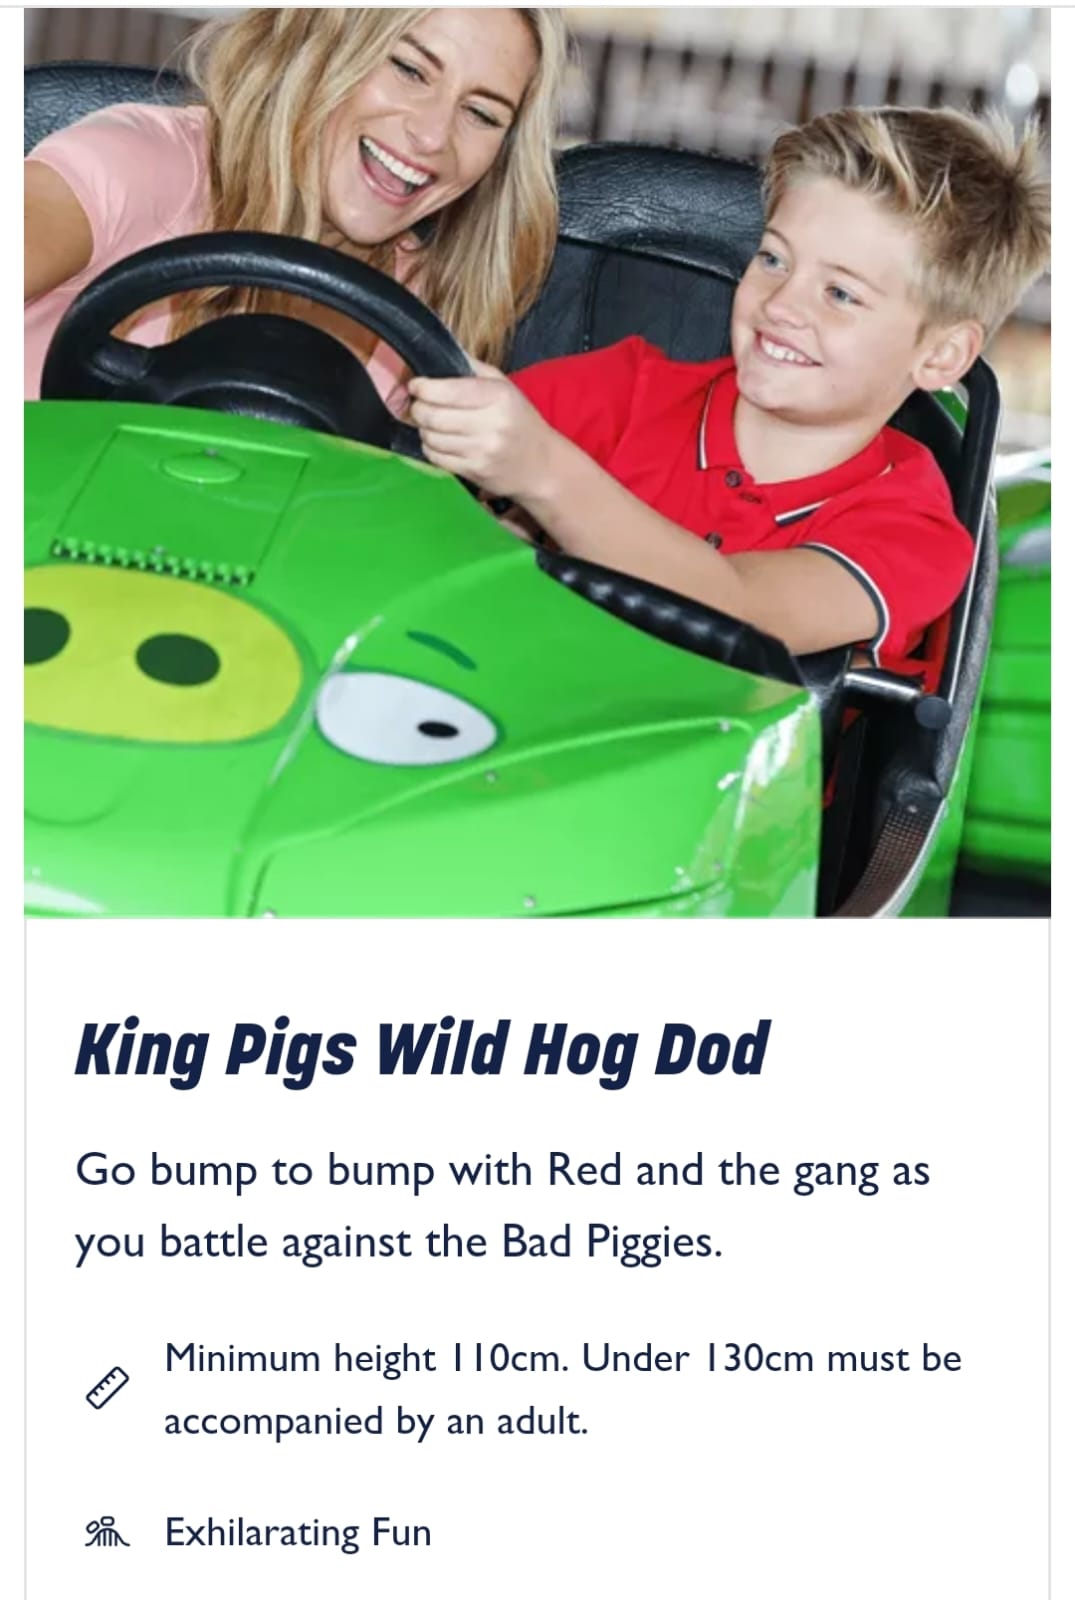 King Pigs Wild Hog Dod
Go bump to bump with Red and the gang as
you battle against the Bad Piggies.
Minimum height 110cm. Under 130cm must be
accompanied by an adult.
Exhilarating Fun